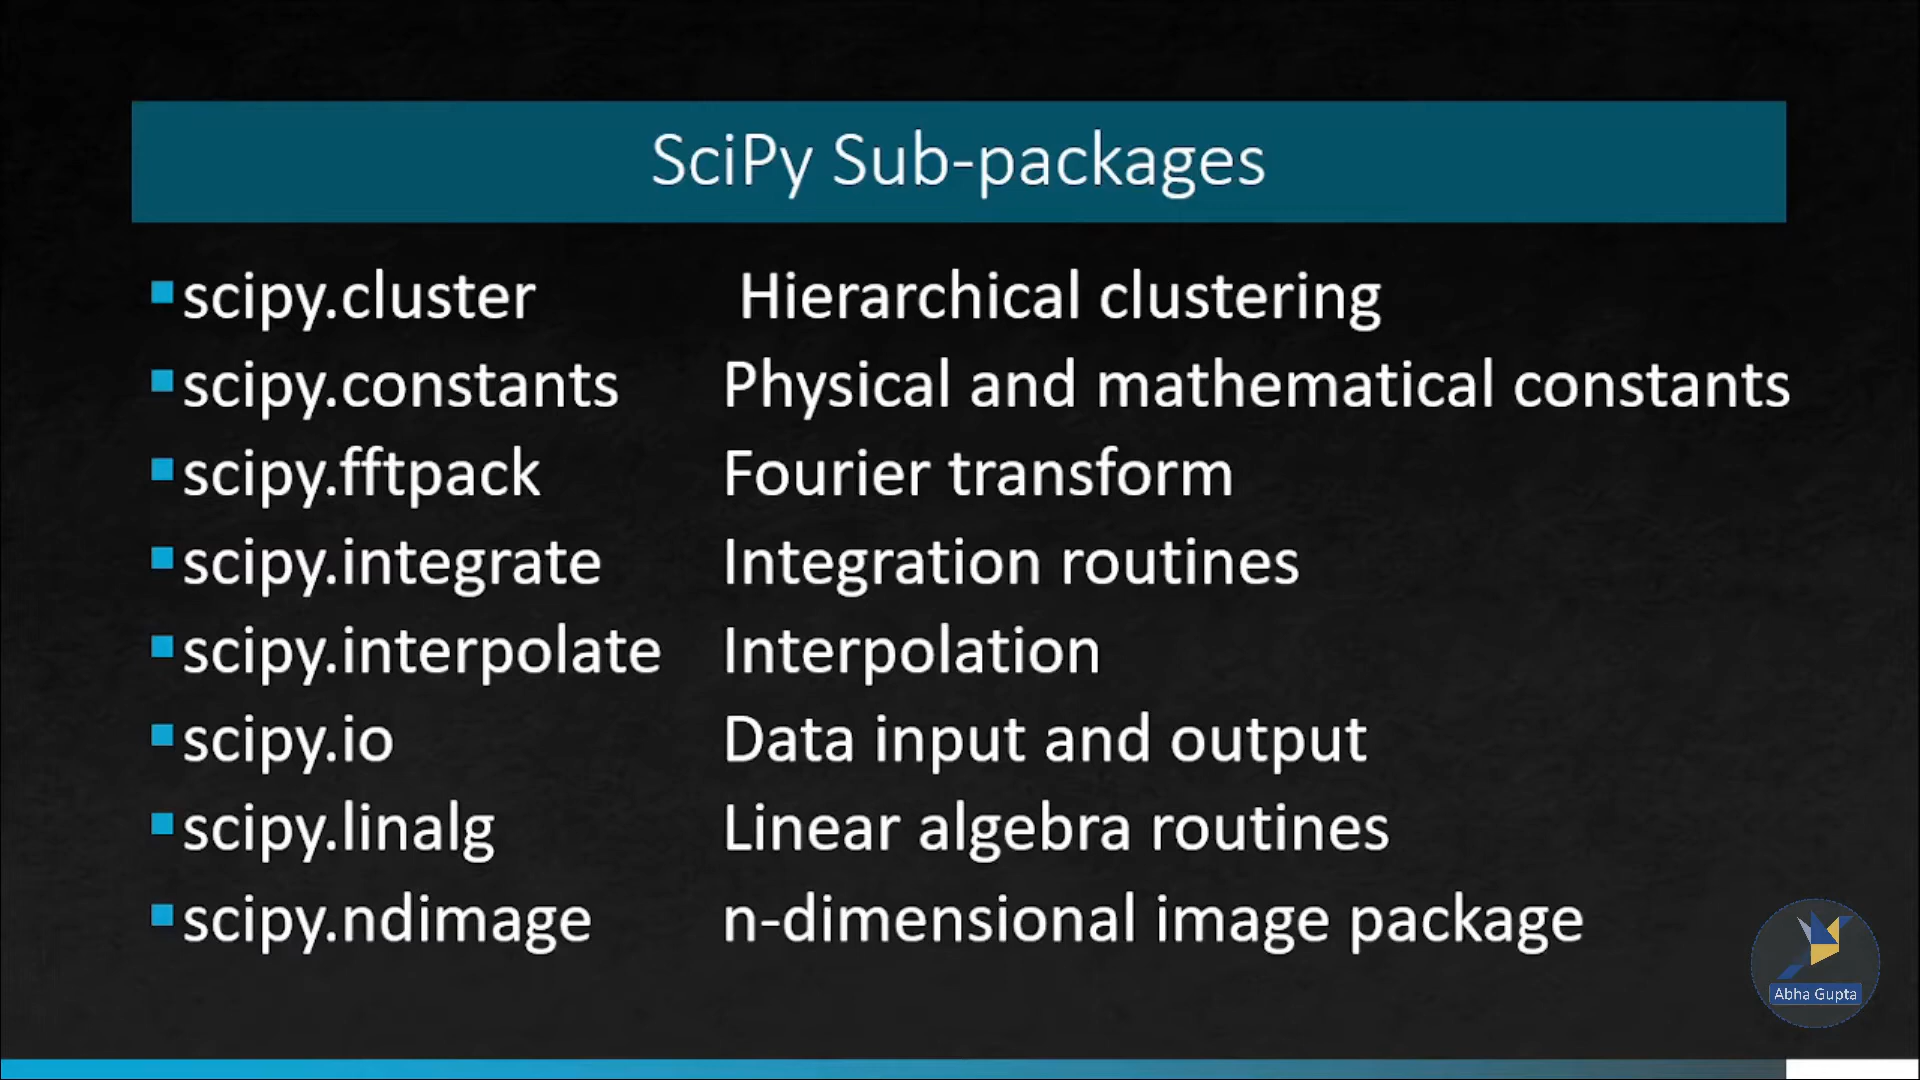 SciPy Sub-packages
scipy.cluster Hierarchical clustering
scipy.constants Physical and mathematical constants
scipy.fftpack Fourier transform
scipy.integrate Integration routines
scipy.interpolate Interpolation
scipy.io Data input and output
scipy.linalg Linear algebra routines
scipy.ndimage n-dimensional image package
Abha Gupta